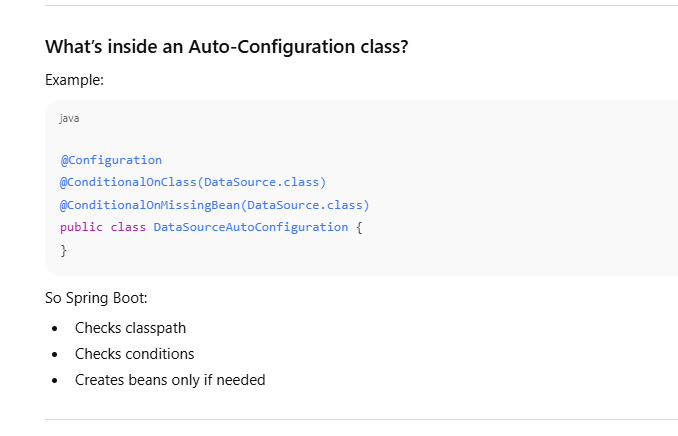 What’s inside an Auto-Configuration class?
Example:
java
@Configuration
@ConditionalOnClass(DataSource.class)
@ConditionalOnMissingBean(DataSource.class)
public class DataSourceAutoConfiguration {
}
So Spring Boot:
• Checks classpath
• Checks conditions
• Creates beans only if needed